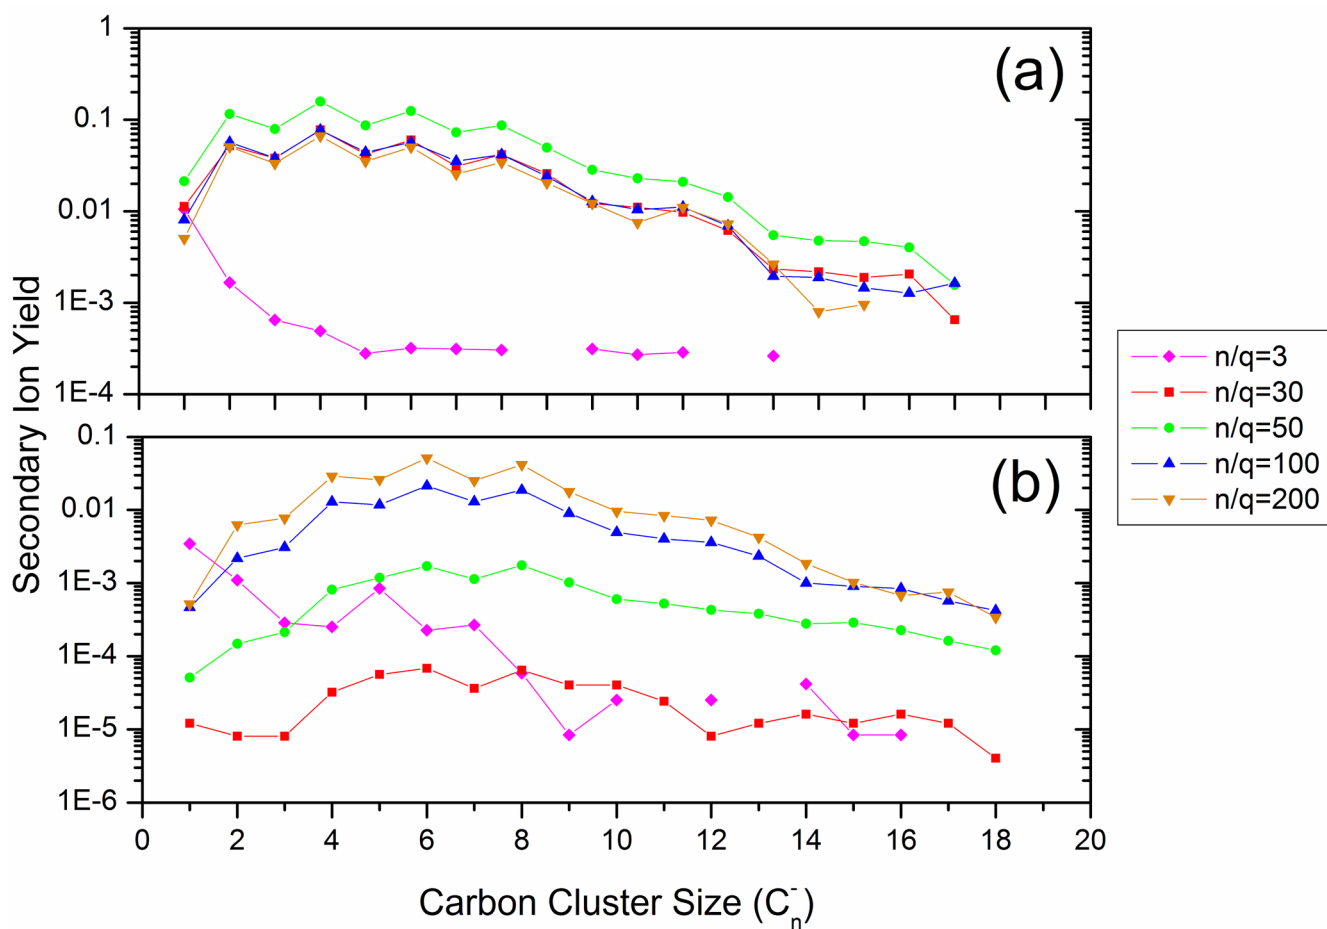 1
(a)
0.1
0.01
1E-3
1E-4
Secondary Ion Yield
n/q=3
n/q=30
n/q=50
n/q=100
n/q=200
0.1
(b)
0.01
1E-3
1E-4
1E-5
1E-6
0 2 4 6 8 10 12 14 16 18 20
Carbon Cluster Size (C⁻ₙ)